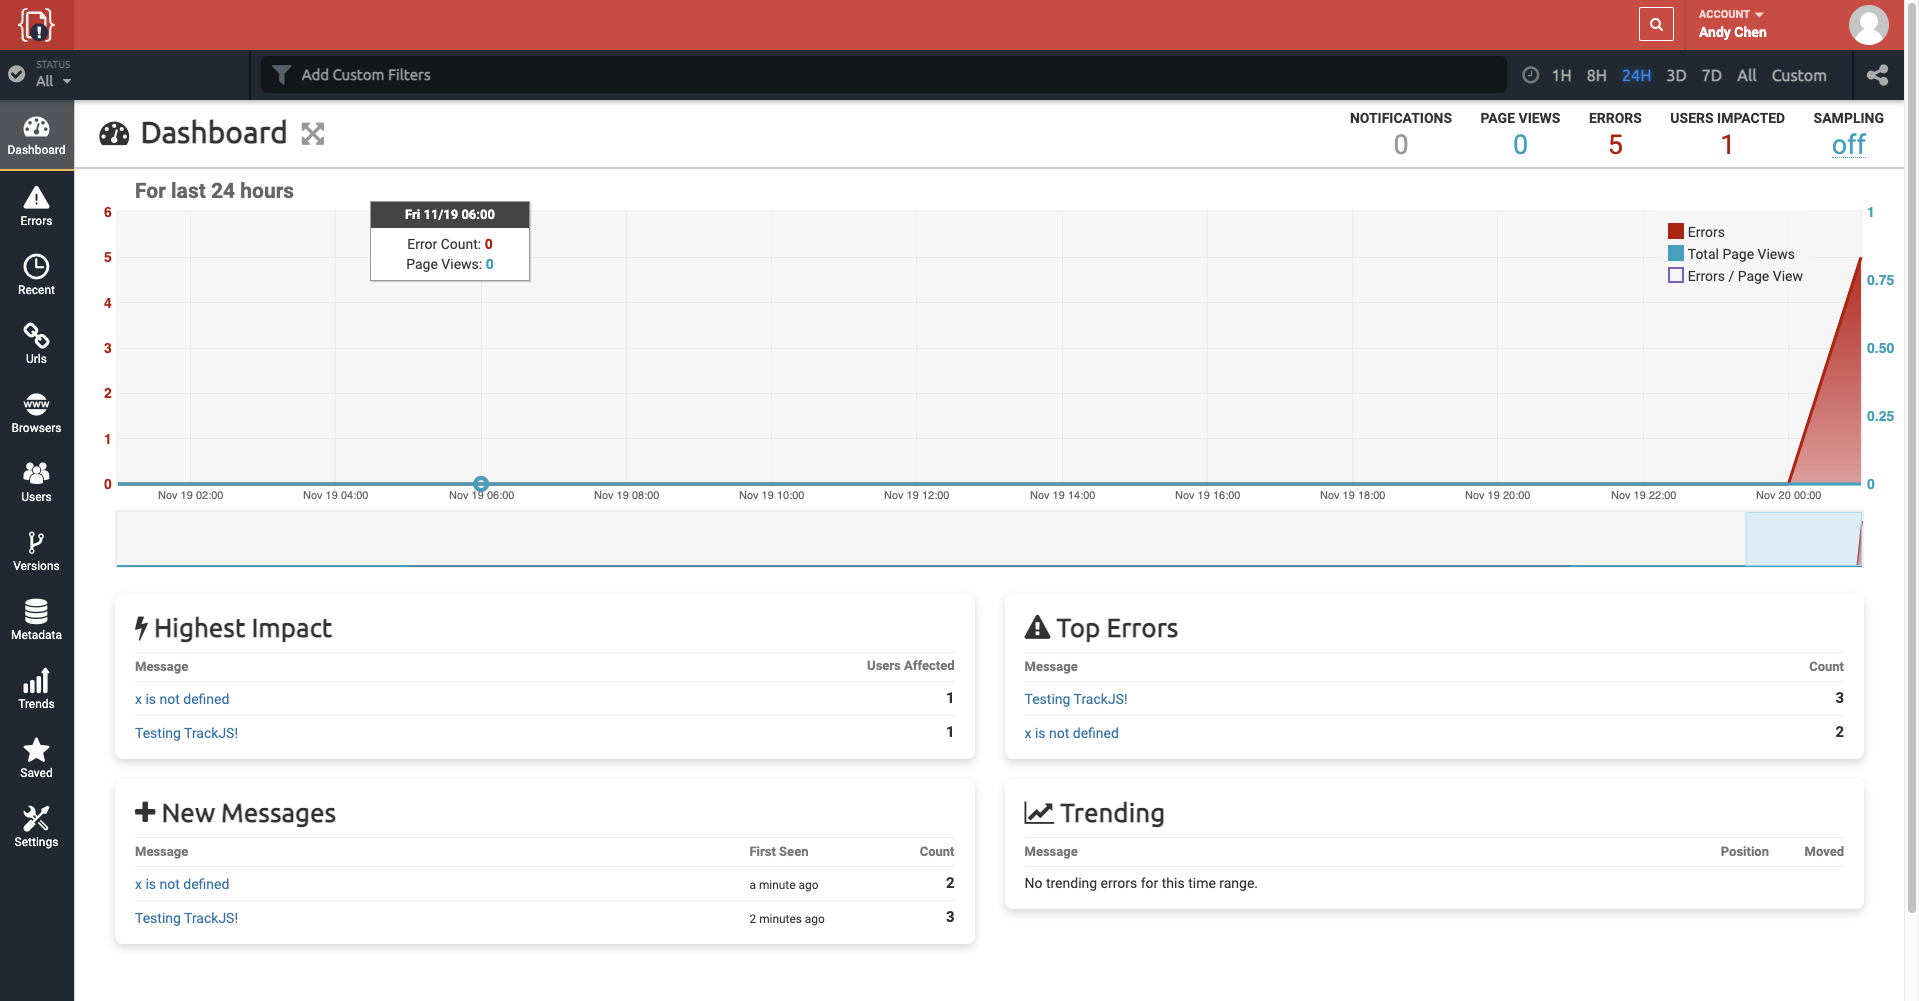 ACCOUNT
Andy Chen
STATUS
All
Add Custom Filters
1H 8H 24H 3D 7D All Custom
Dashboard
Errors
Recent
Urls
www
Browsers
Users
Versions
Metadata
Trends
Saved
Settings
Dashboard
NOTIFICATIONS PAGE VIEWS ERRORS USERS IMPACTED SAMPLING
0 0 5 1 off
For last 24 hours
Fri 11/19 06:00
Error Count: 0
Page Views: 0
Errors
Total Page Views
Errors / Page View
6
5
4
3
2
1
0
1
0.75
0.50
0.25
0
Nov 19 02:00 Nov 19 04:00 Nov 19 06:00 Nov 19 08:00 Nov 19 10:00 Nov 19 12:00 Nov 19 14:00 Nov 19 16:00 Nov 19 18:00 Nov 19 20:00 Nov 19 22:00 Nov 20 00:00
Highest Impact
Message Users Affected
x is not defined 1
Testing TrackJS! 1
Top Errors
Message Count
Testing TrackJS! 3
x is not defined 2
New Messages
Message First Seen Count
x is not defined a minute ago 2
Testing TrackJS! 2 minutes ago 3
Trending
Message Position Moved
No trending errors for this time range.